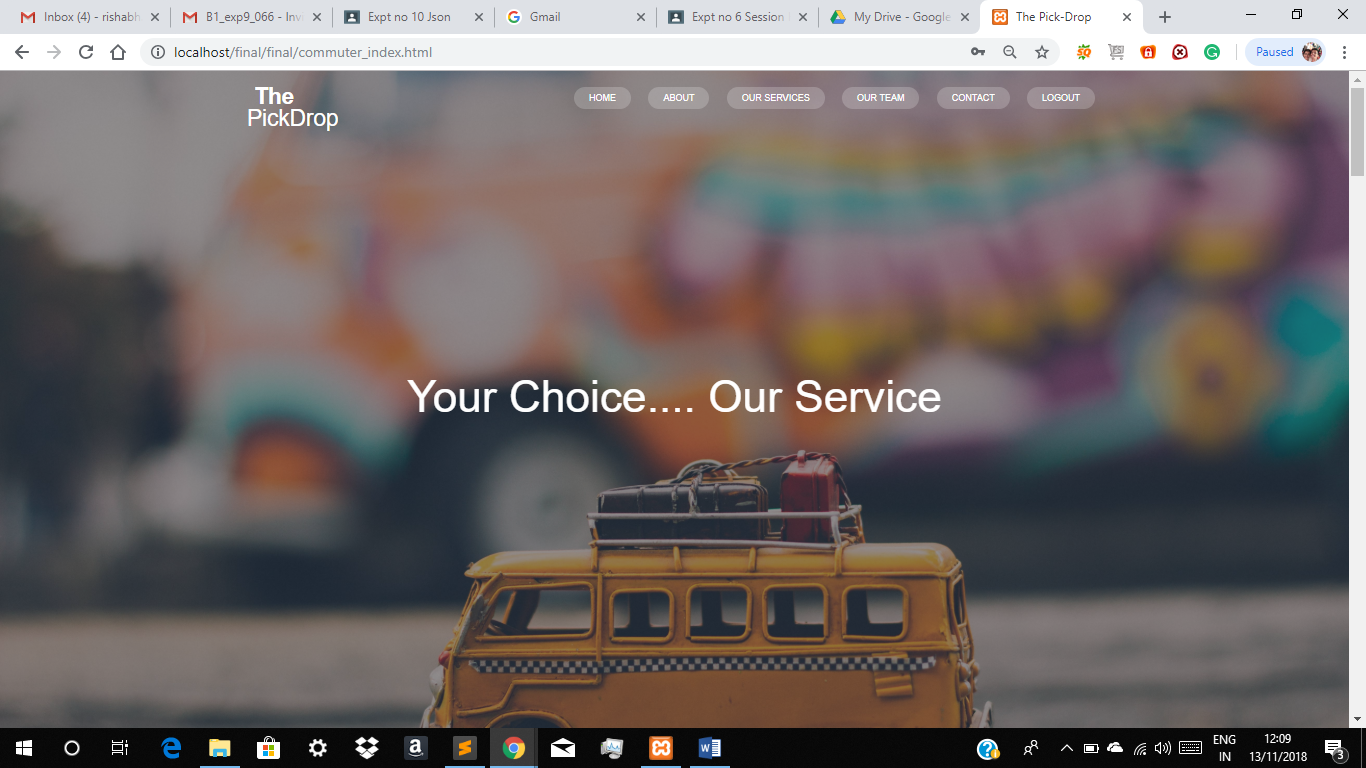 Inbox (4) - rishabh
B1_exp9_066 - Inv
Expt no 10 Json
Gmail
Expt no 6 Session
My Drive - Google
The Pick-Drop
localhost/final/final/commuter_index.html
Paused
The
PickDrop
HOME
ABOUT
OUR SERVICES
OUR TEAM
CONTACT
LOGOUT
Your Choice.... Our Service
ENG
IN
12:09
13/11/2018
3